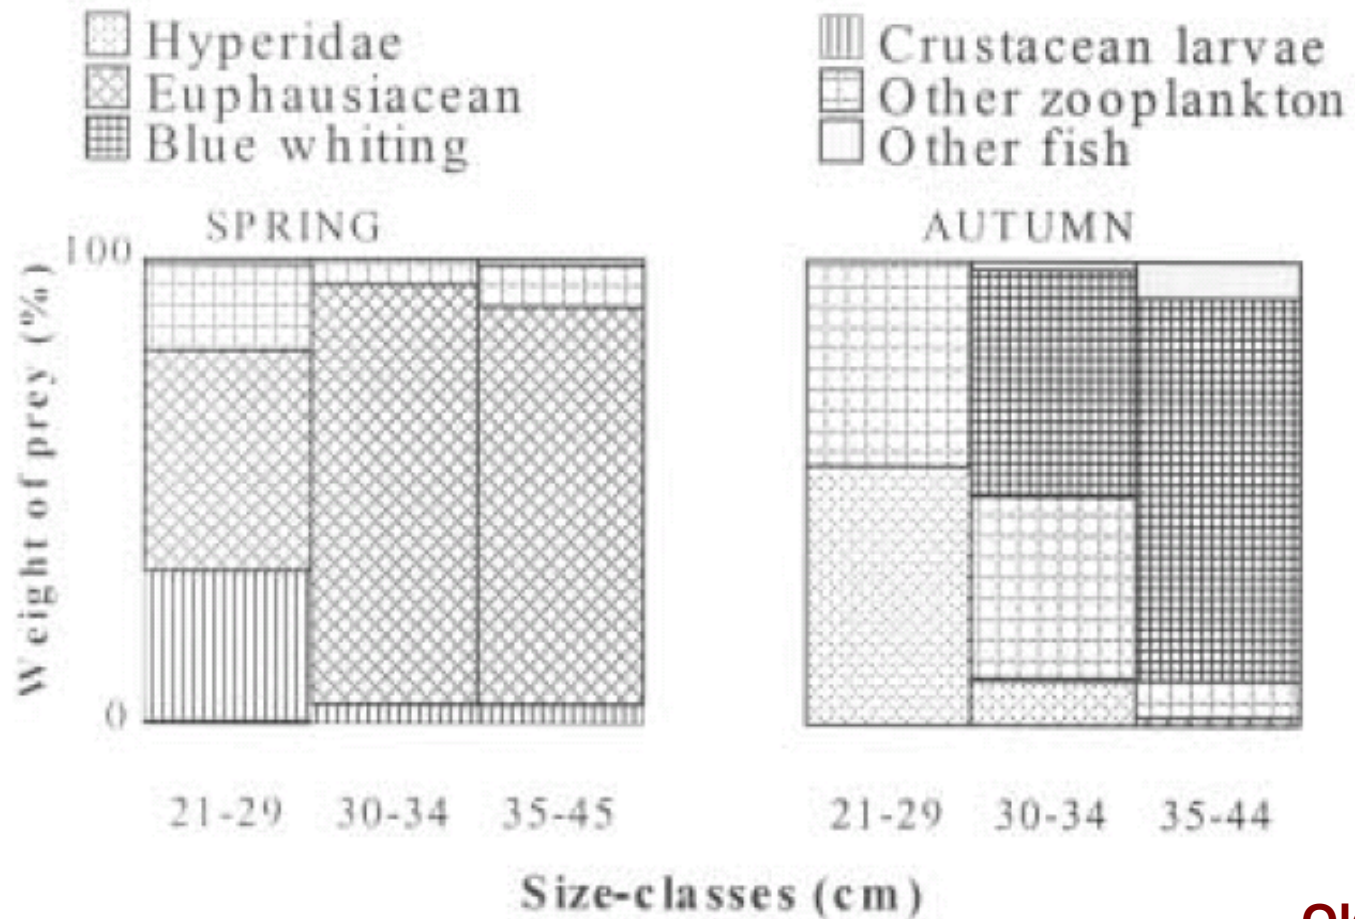 Hyperidae
Euphausiacean
Blue whiting
Crustacean larvae
Other zooplankton
Other fish
SPRING
AUTUMN
100
Weight of prey (%)
0
21-29 30-34 35-45
21-29 30-34 35-44
Size-classes (cm)